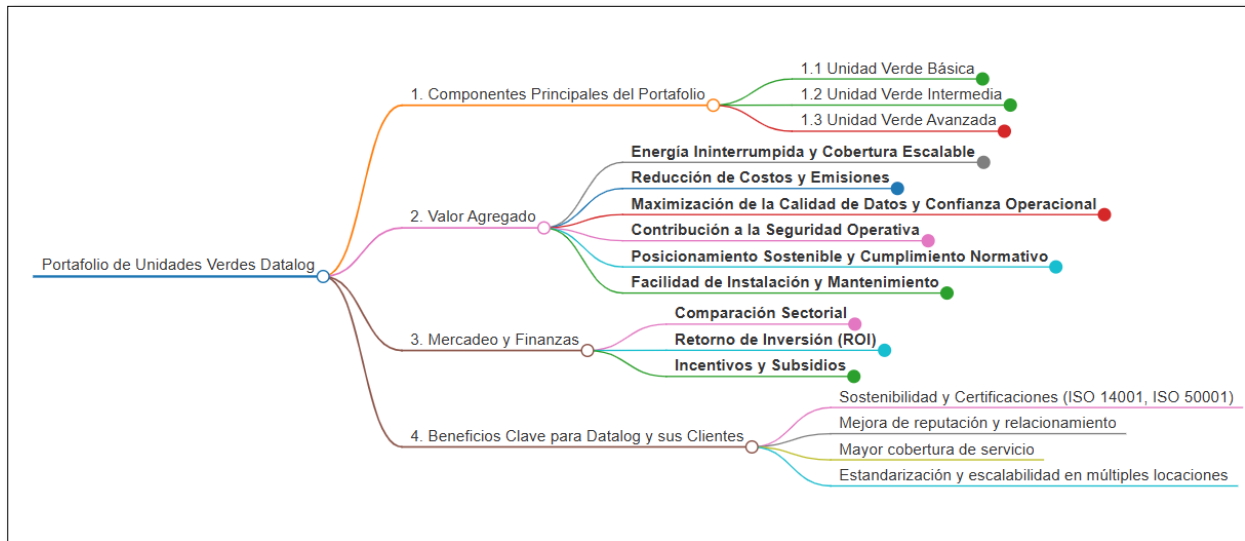 Portafolio de Unidades Verdes Datalog
1. Componentes Principales del Portafolio
1.1 Unidad Verde Básica
1.2 Unidad Verde Intermedia
1.3 Unidad Verde Avanzada
2. Valor Agregado
Energía Ininterrumpida y Cobertura Escalable
Reducción de Costos y Emisiones
Maximización de la Calidad de Datos y Confianza Operacional
Contribución a la Seguridad Operativa
Posicionamiento Sostenible y Cumplimiento Normativo
Facilidad de Instalación y Mantenimiento
3. Mercadeo y Finanzas
Comparación Sectorial
Retorno de Inversión (ROI)
Incentivos y Subsidios
4. Beneficios Clave para Datalog y sus Clientes
Sostenibilidad y Certificaciones (ISO 14001, ISO 50001)
Mejora de reputación y relacionamiento
Mayor cobertura de servicio
Estandarización y escalabilidad en múltiples locaciones